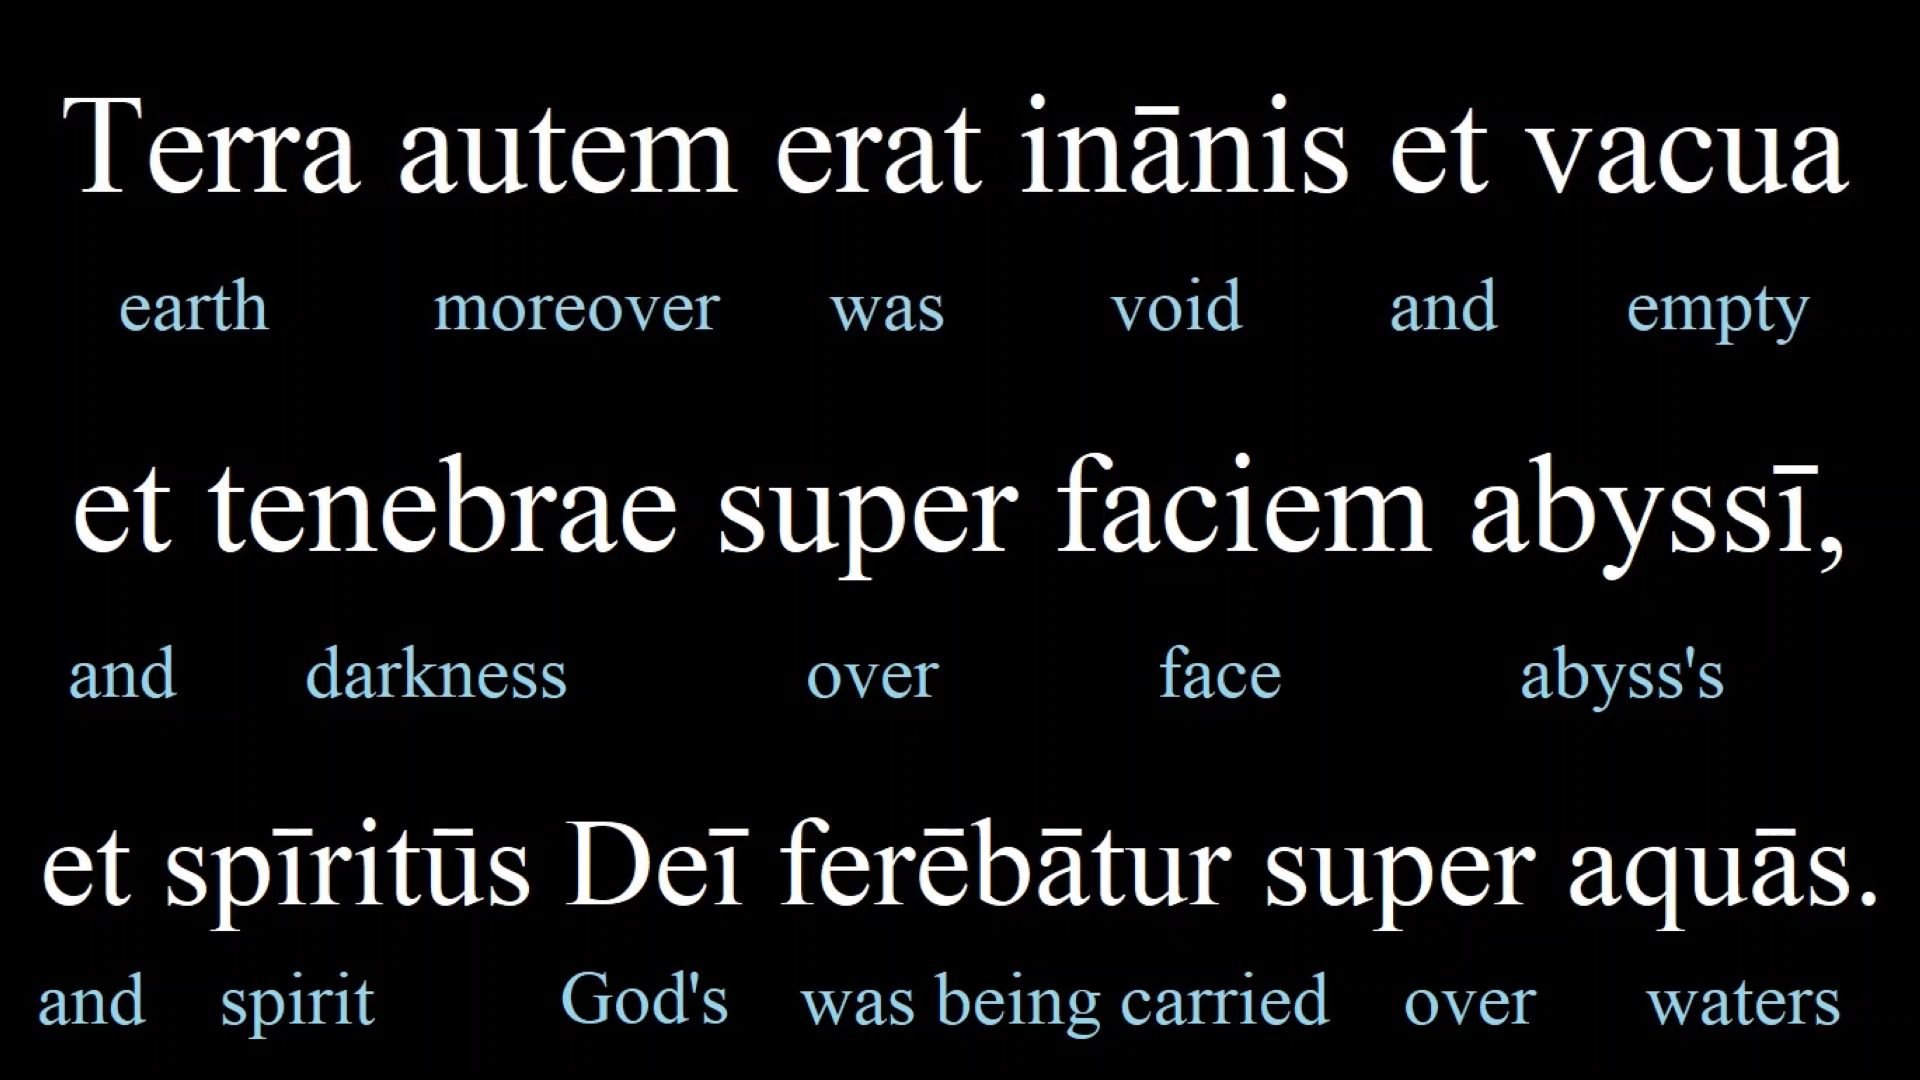 Terra autem erat inānis et vacua
earth moreover was void and empty
et tenebrae super faciem abyssī,
and darkness over face abyss's
et spīritūs Deī ferēbātur super aquās.
and spirit God's was being carried over waters